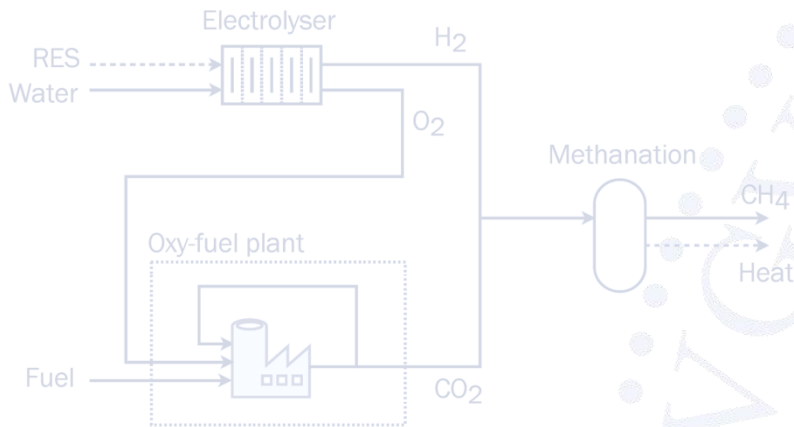 Electrolyser
RES
Water
H2
O2
Methanation
CH4
Heat
Oxy-fuel plant
Fuel
CO2